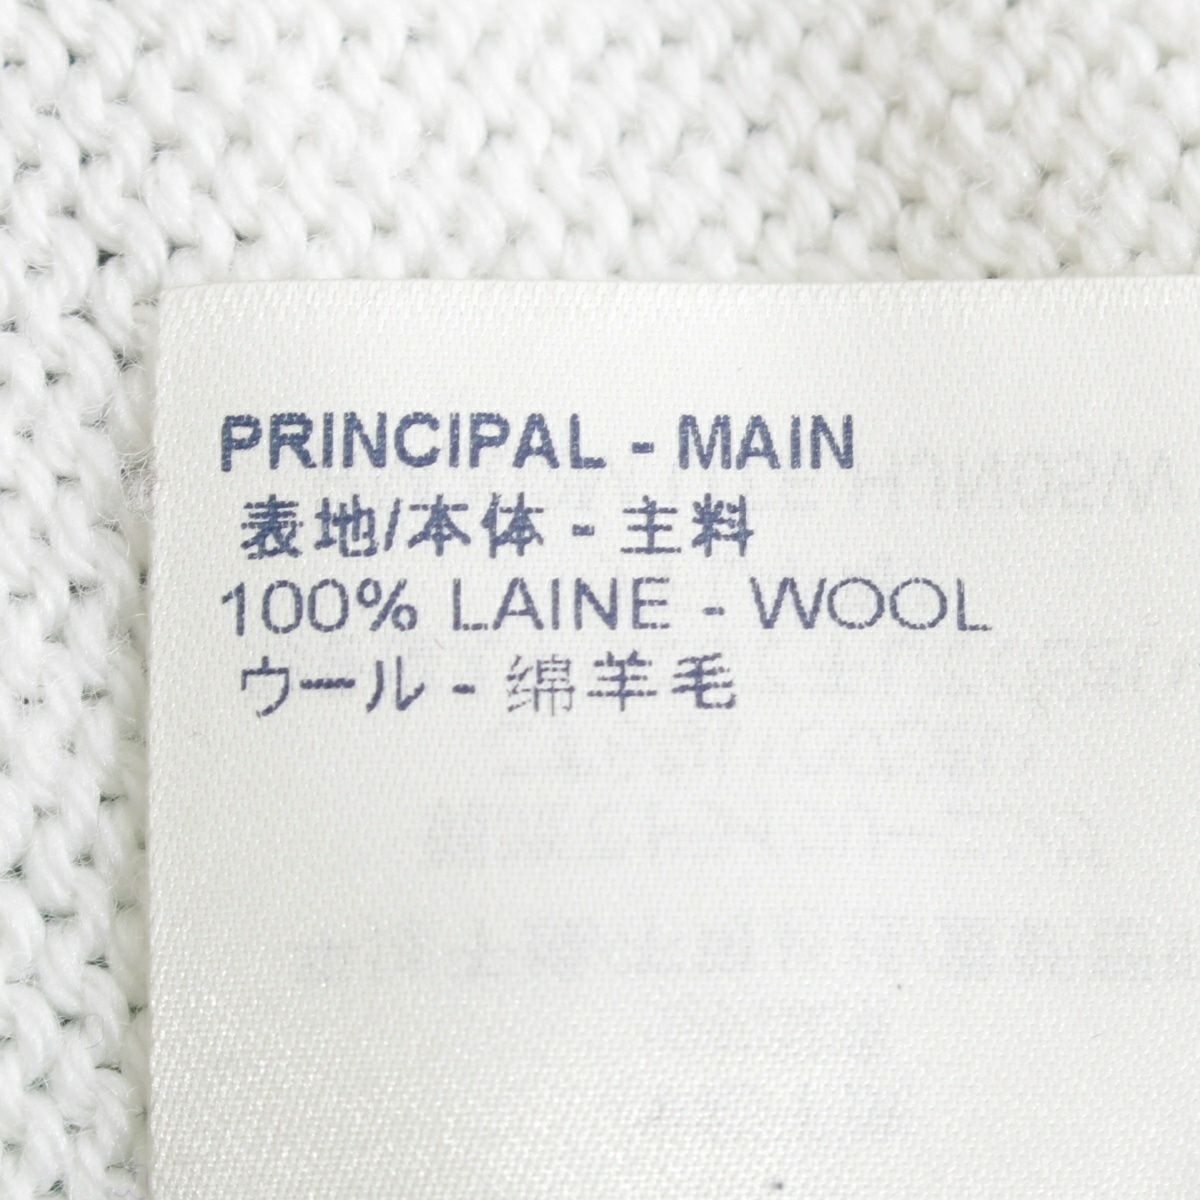 PRINCIPAL - MAIN
表地/本体 - 主料
100% LAINE - WOOL
ウール - 绵羊毛